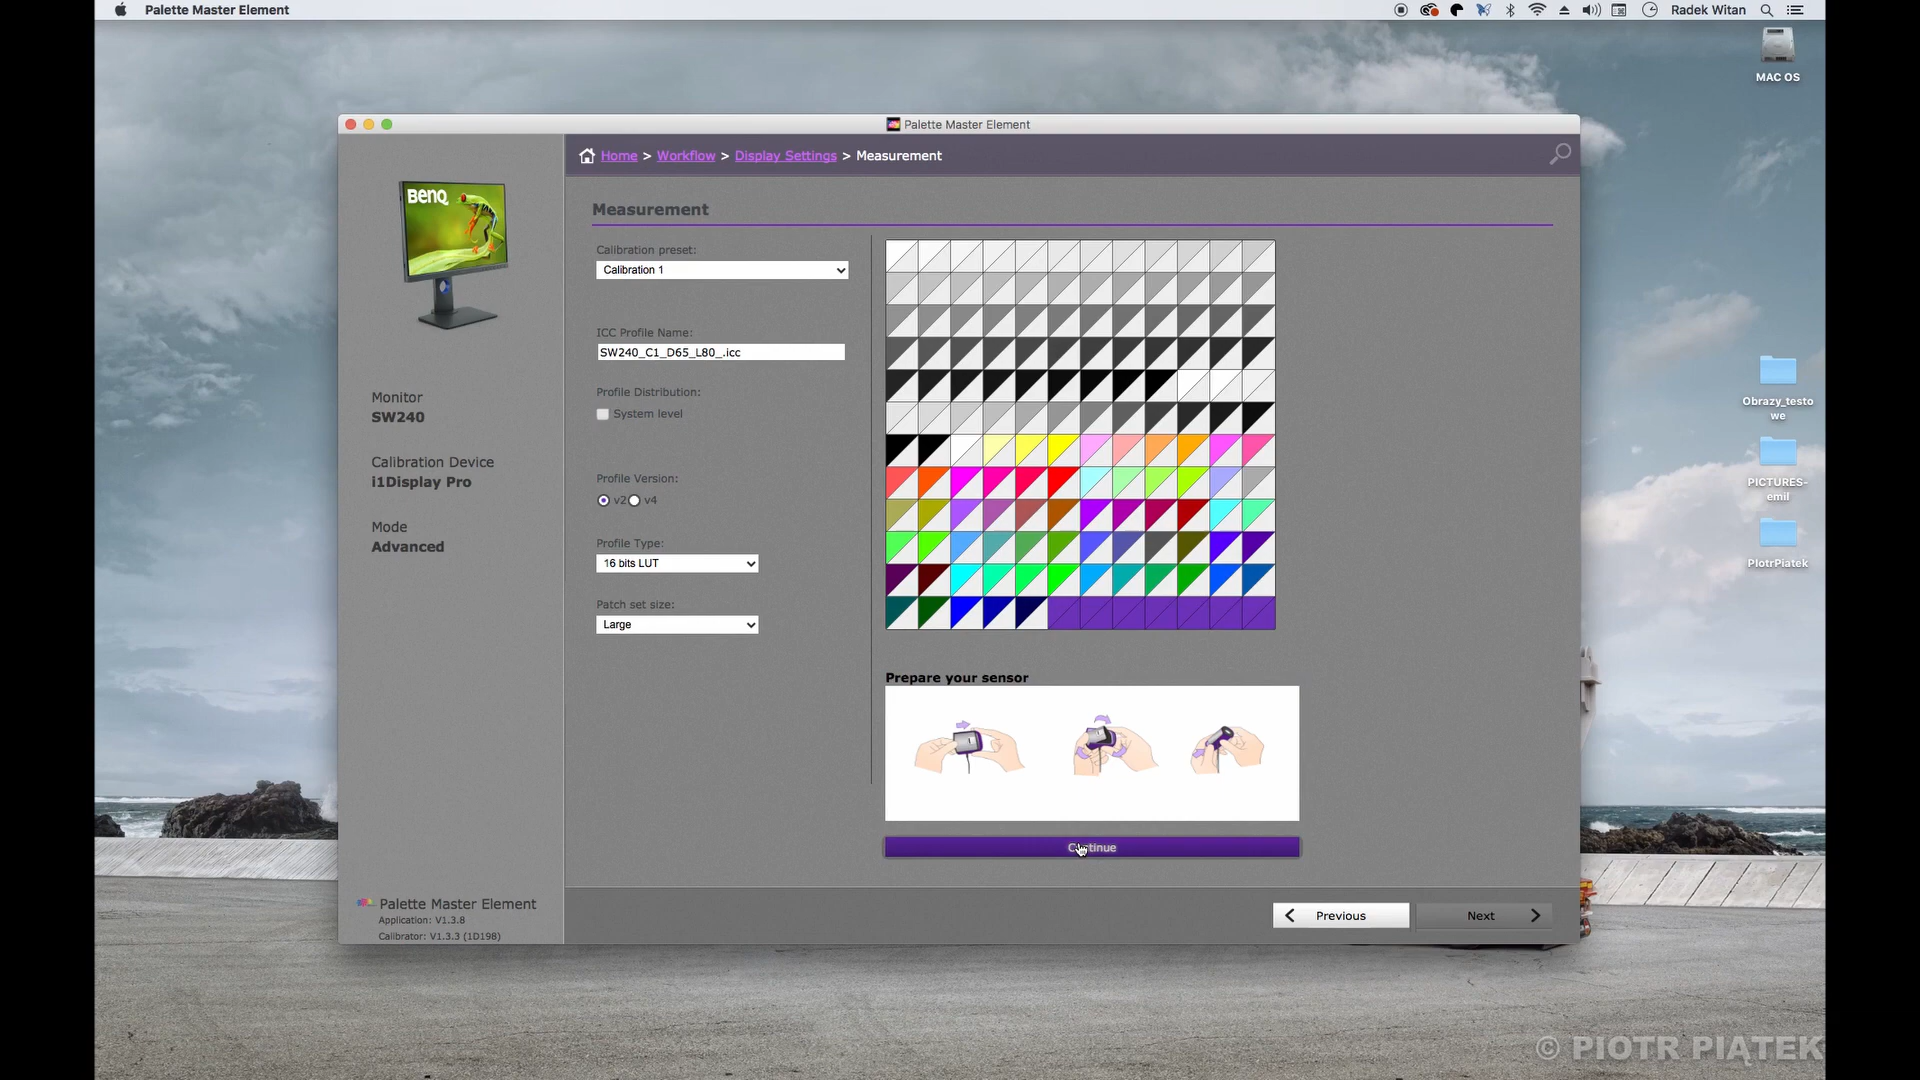 Palette Master Element
Radek Witan
MAC OS
Palette Master Element
Home > Workflow > Display Settings > Measurement
BenQ
Measurement
Calibration preset:
Calibration 1
ICC Profile Name:
SW240_C1_D65_L80_.icc
Profile Distribution:
System level
Monitor
SW240
Calibration Device
i1Display Pro
Mode
Advanced
Profile Version:
v2 v4
Profile Type:
16 bits LUT
Patch set size:
Large
Prepare your sensor
Continue
Previous
Next
Palette Master Element
Application: V1.3.8
Calibrator: V1.3.3 (1D198)
Obrazy_testo
we
PICTURES-
emil
PIotrPiatek
© PIOTR PIĄTEK